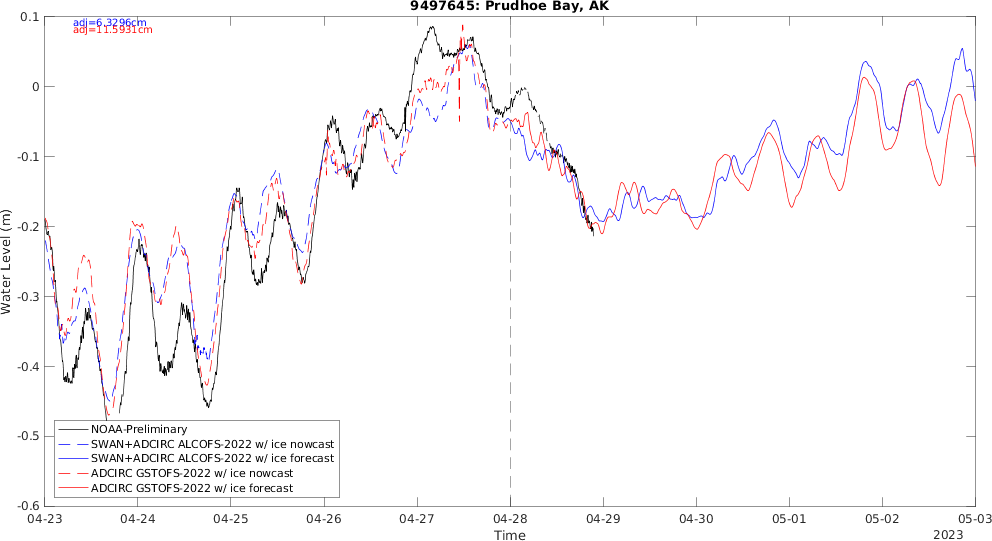 9497645: Prudhoe Bay, AK
adj=6.3296cm
adj=11.5931cm
0.1
0
-0.1
-0.2
-0.3
-0.4
-0.5
-0.6
Water Level (m)
NOAA-Preliminary
SWAN+ADCIRC ALCOFS-2022 w/ ice nowcast
SWAN+ADCIRC ALCOFS-2022 w/ ice forecast
ADCIRC GSTOFS-2022 w/ ice nowcast
ADCIRC GSTOFS-2022 w/ ice forecast
04-23 04-24 04-25 04-26 04-27 04-28 04-29 04-30 05-01 05-02 05-03
Time
2023